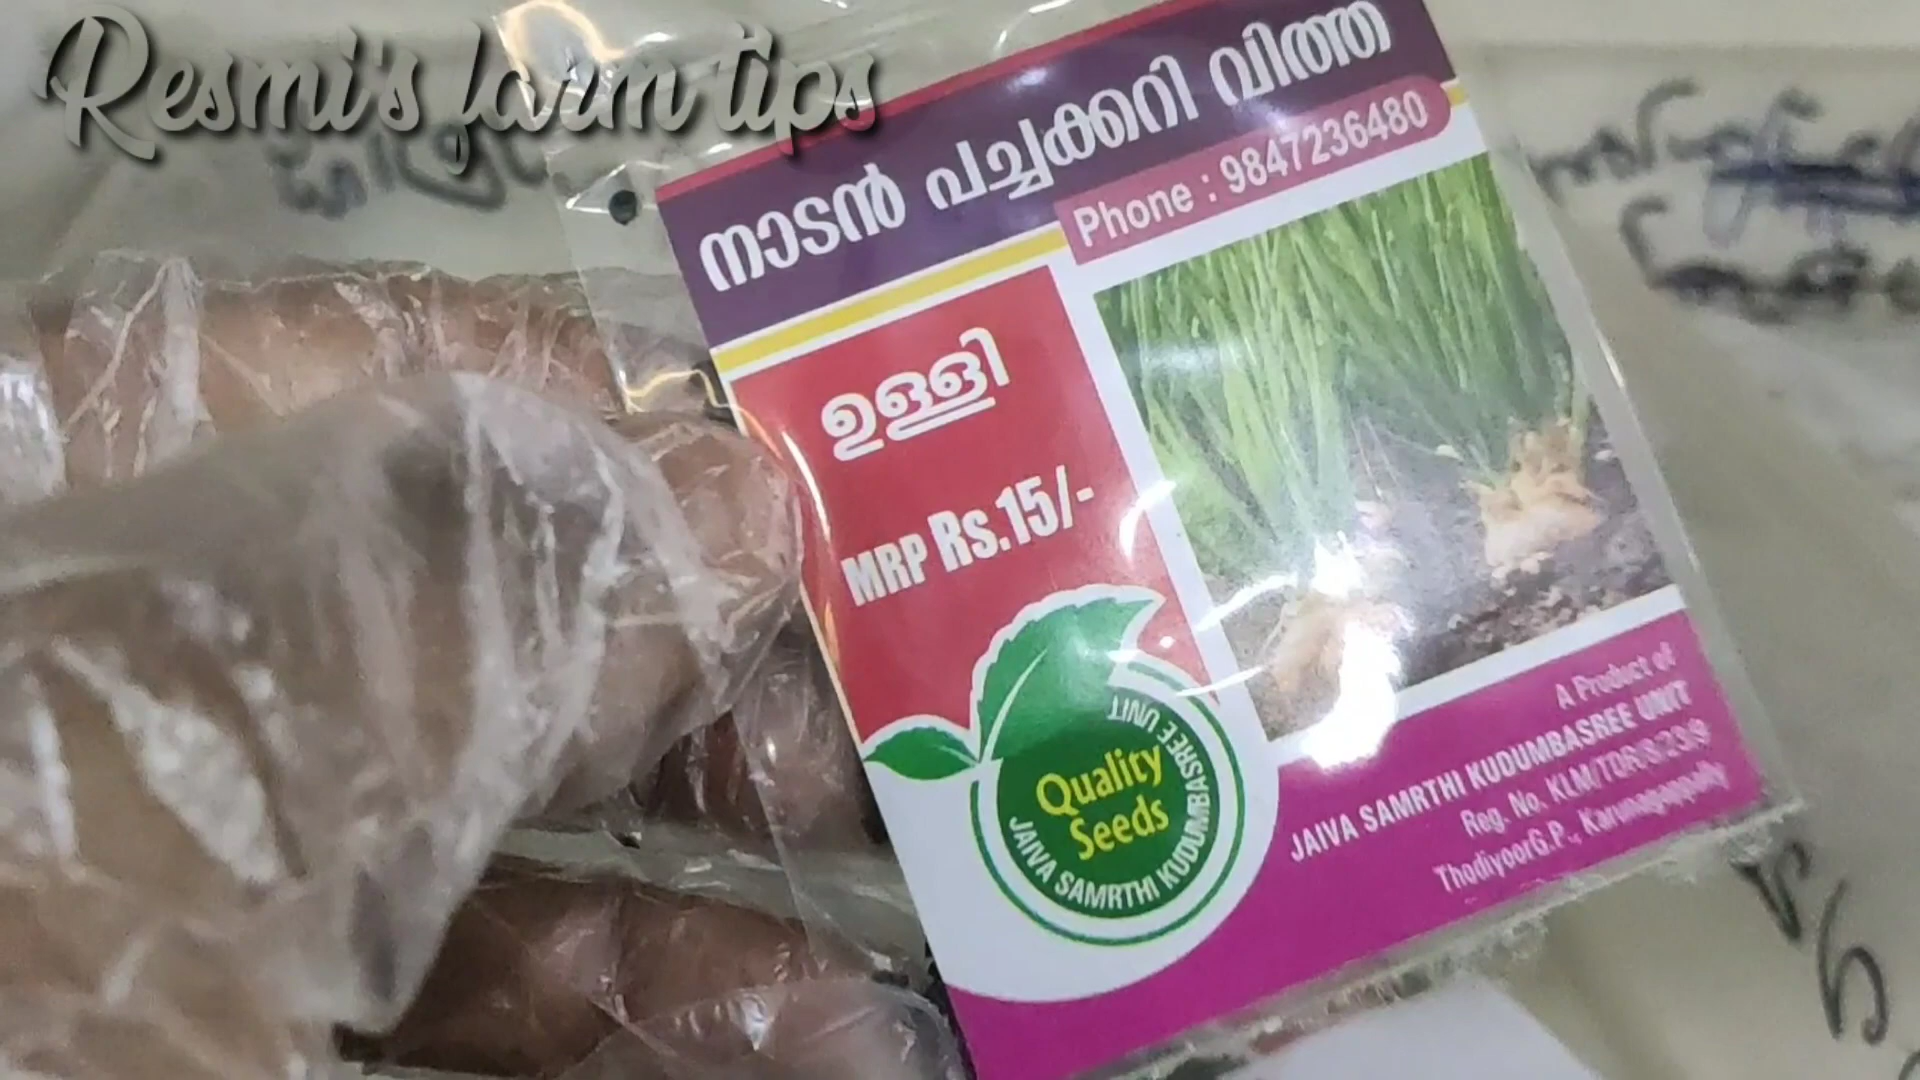 Resmi's farm tips
നാടൻ പച്ചക്കറി വിത്ത
Phone : 9847236480
ഉള്ളി
MRP Rs.15/-
Quality
Seeds
JAIVA SAMRTHI KUDUMBASREE UNIT
A Product of
JAIVA SAMRTHI KUDUMBASREE UNIT
Reg. No. KLM/TDR/S/23/9
ThodiyoorG.P., Karunagappally